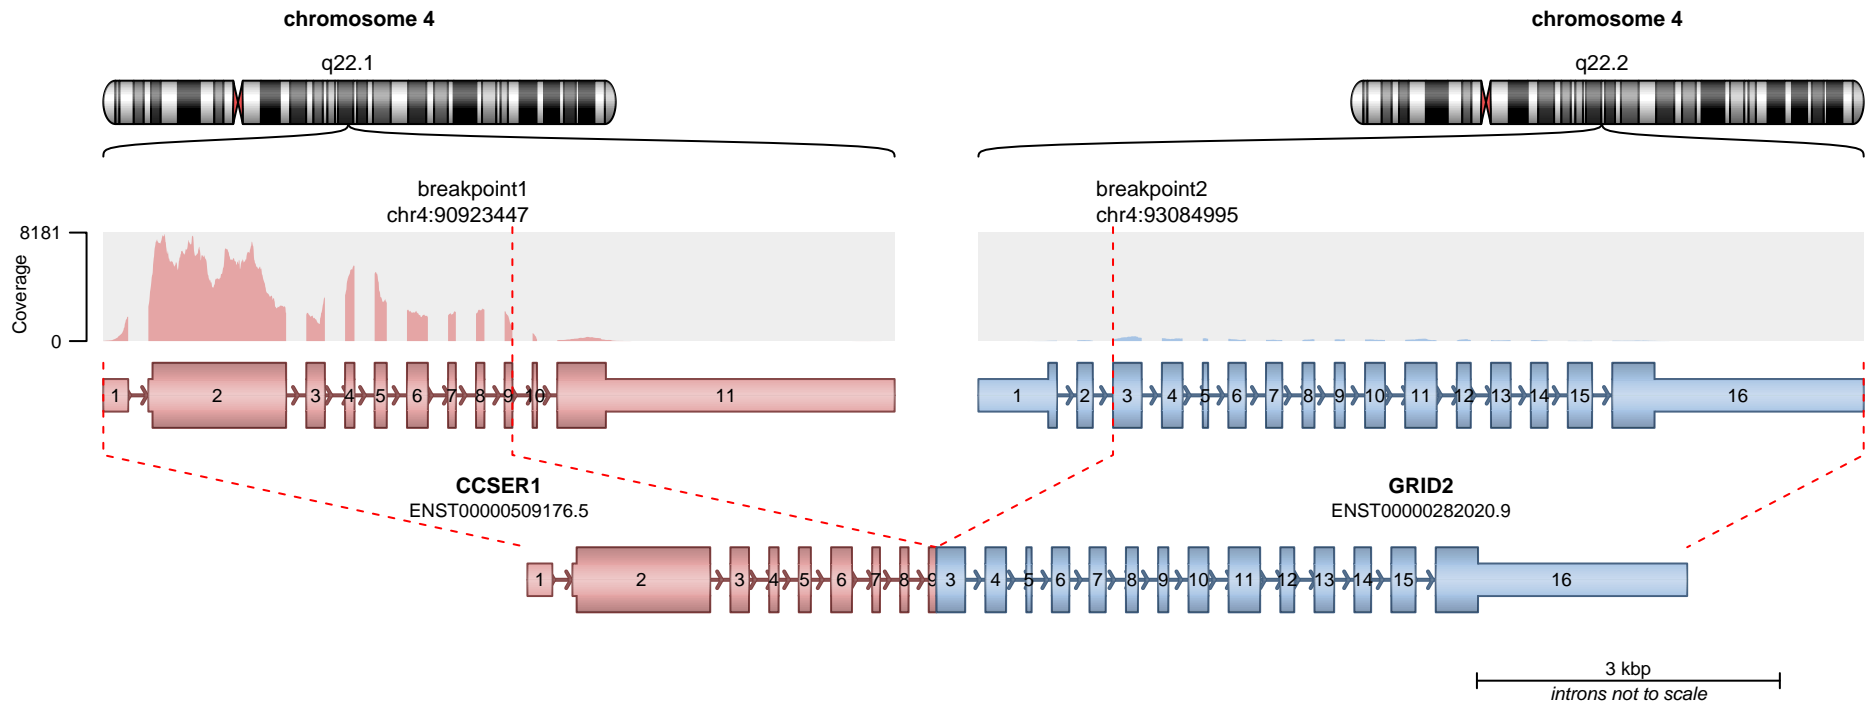 chromosome 4
chromosome 4
q22.1
q22.2
breakpoint1
chr4:90923447
breakpoint2
chr4:93084995
8181
Coverage
0
1 2 3 4 5 6 7 8 9 10 11
1 2 3 4 5 6 7 8 9 10 11 12 13 14 15 16
CCSER1
ENST00000509176.5
GRID2
ENST00000282020.9
1 2 3 4 5 6 7 8 9 3 4 5 6 7 8 9 10 11 12 13 14 15 16
3 kbp
introns not to scale